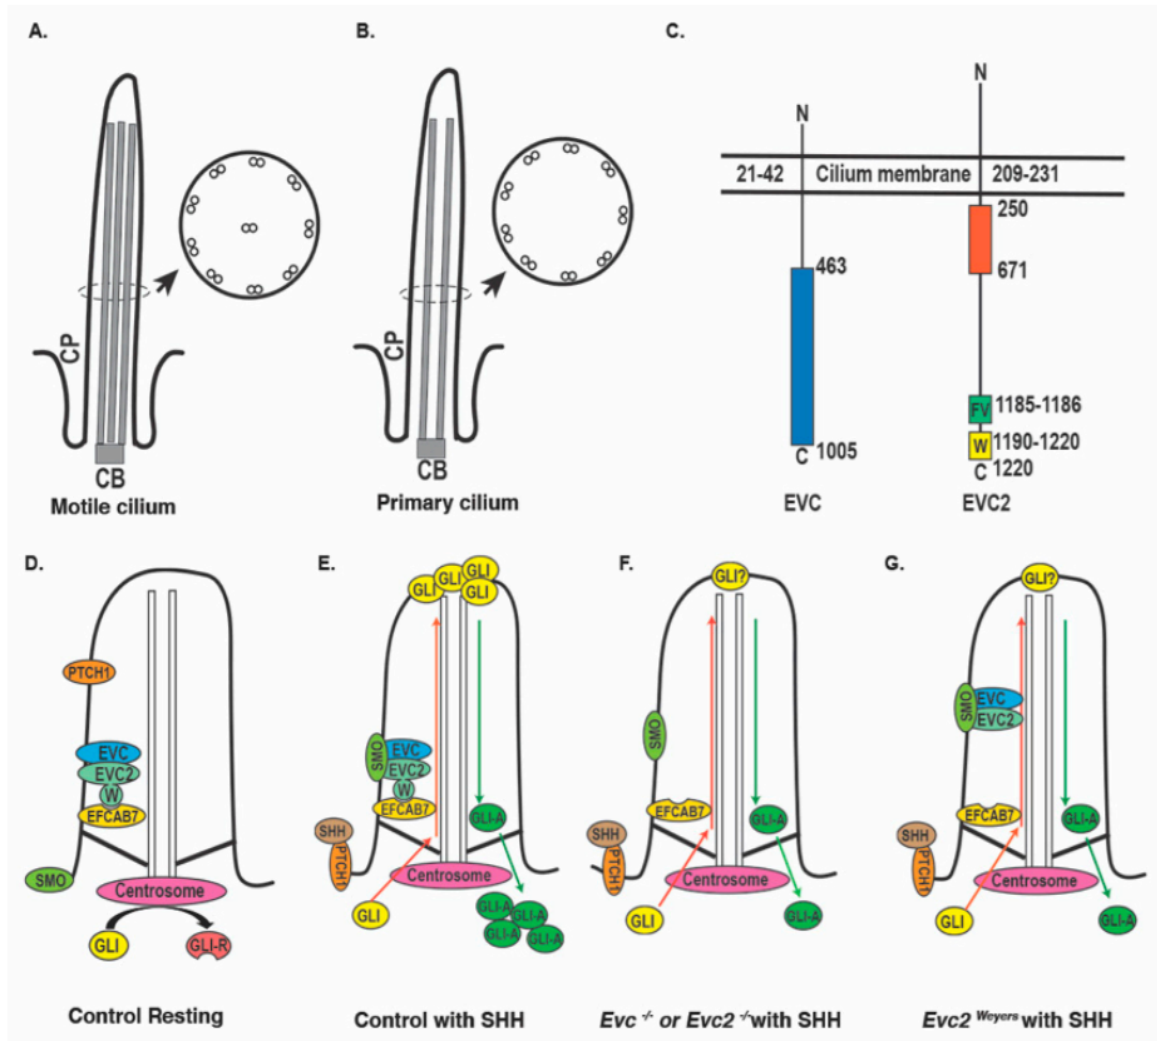 A.
B.
C.
N
N
21-42 Cilium membrane 209-231
250
463
671
CP
CP
FV 1185-1186
W 1190-1220
C 1005
C 1220
CB
CB
Motile cilium
Primary cilium
EVC
EVC2
D.
E.
F.
G.
PTCH1
EVC
EVC2
W
EFCAB7
SMO
Centrosome
GLI
GLI-R
Control Resting
GLI
GLI
GLI
GLI
SMO
EVC
EVC2
W
EFCAB7
SHH
PTCH1
GLI-A
Centrosome
GLI
GLI-A
GLI-A
GLI-A
GLI-A
Control with SHH
GLI?
SMO
EFCAB7
SHH
PTCH1
GLI-A
Centrosome
GLI
GLI-A
Evc -/- or Evc2 -/- with SHH
GLI?
SMO
EVC
EVC2
EFCAB7
SHH
PTCH1
GLI-A
Centrosome
GLI
GLI-A
Evc2 Weyers with SHH